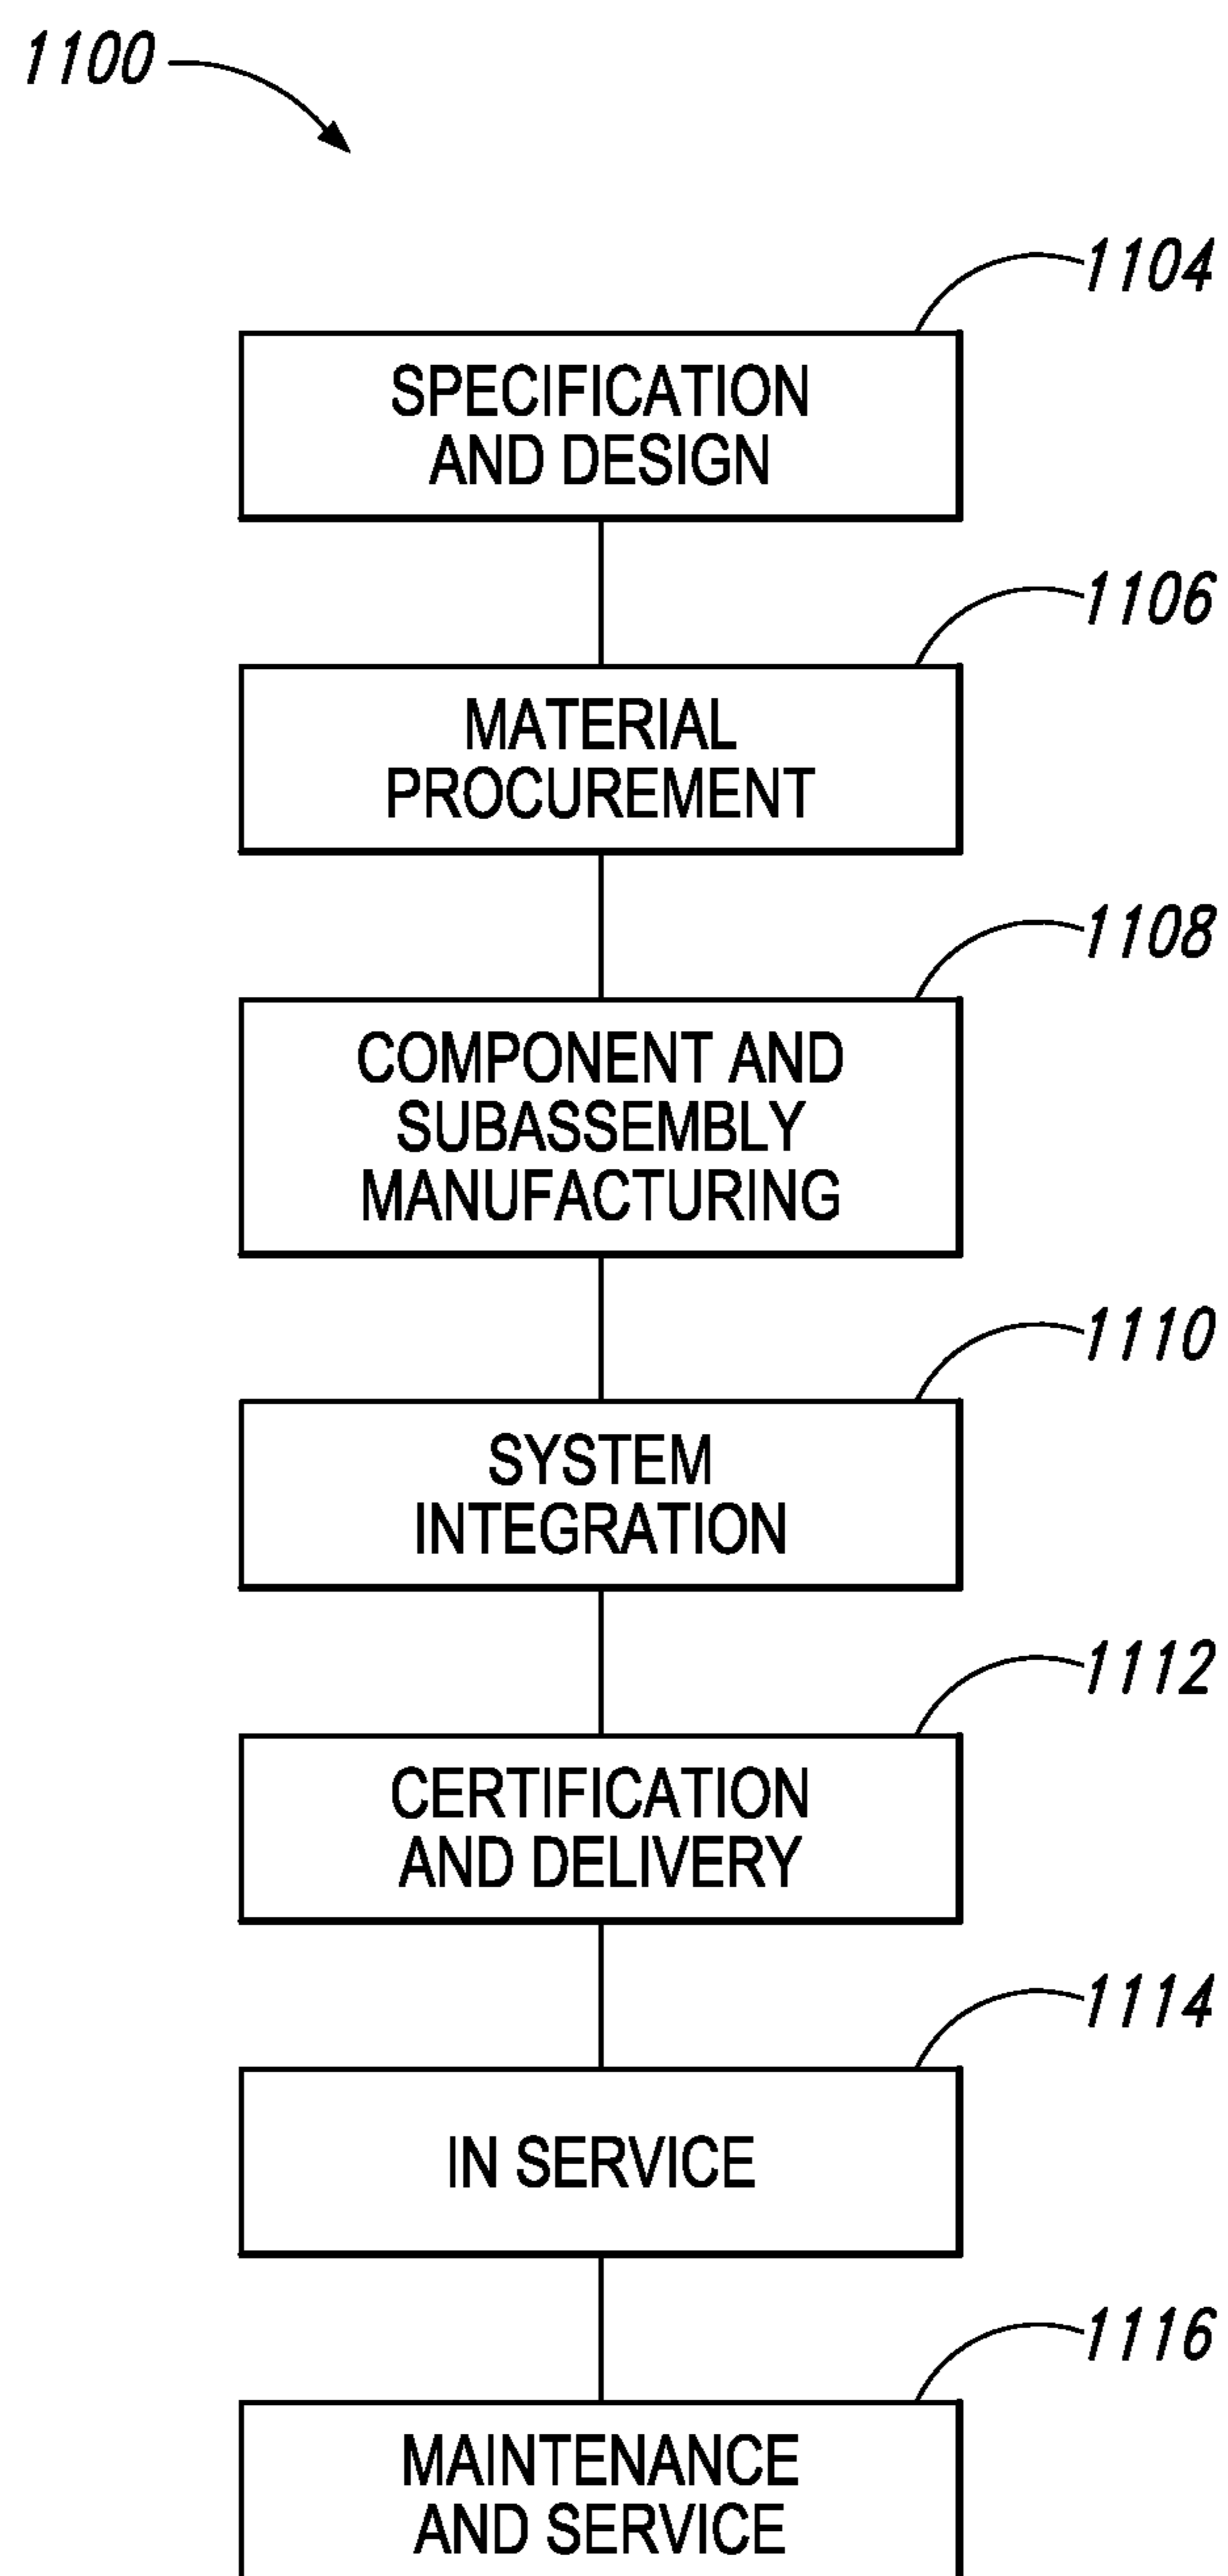 1100
1104
SPECIFICATION
AND DESIGN
1106
MATERIAL
PROCUREMENT
1108
COMPONENT AND
SUBASSEMBLY
MANUFACTURING
1110
SYSTEM
INTEGRATION
1112
CERTIFICATION
AND DELIVERY
1114
IN SERVICE
1116
MAINTENANCE
AND SERVICE